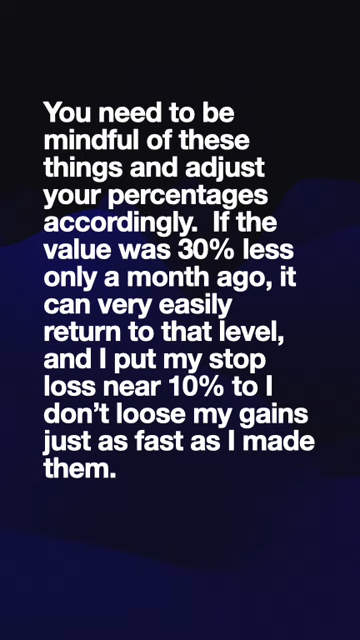 You need to be
mindful of these
things and adjust
your percentages
accordingly.  If the
value was 30% less
only a month ago, it
can very easily
return to that level,
and I put my stop
loss near 10% to I
don’t loose my gains
just as fast as I made
them.